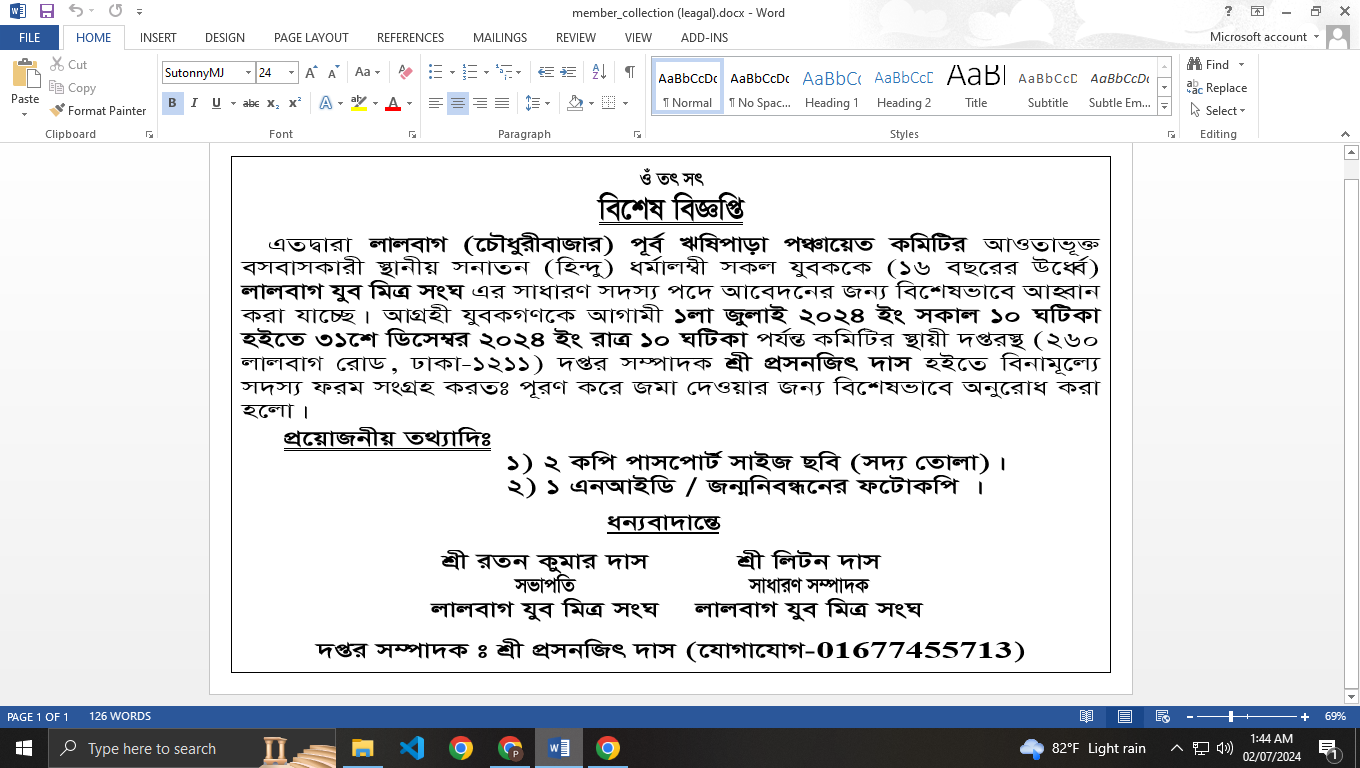 member_collection (leagal).docx - Word
FILE HOME INSERT DESIGN PAGE LAYOUT REFERENCES MAILINGS REVIEW VIEW ADD-INS Microsoft account
Paste Cut Copy Format Painter
SutonnyMJ 24
AaBbCcDc AaBbCcDc AaBbCc AaBbCcD AaBl AaBbCcD AaBbCcDc
¶ Normal ¶ No Spac... Heading 1 Heading 2 Title Subtitle Subtle Em...
Find Replace Select
Clipboard Font Paragraph Styles Editing
ওঁ তৎ সৎ
বিশেষ বিজ্ঞপ্তি
এতদ্বারা লালবাগ (চৌধুরীবাজার) পূর্ব ঋষিপাড়া পঞ্চায়েত কমিটির আওতাভূক্ত
বসবাসকারী স্থানীয় সনাতন (হিন্দু) ধর্মালম্বী সকল যুবককে (১৬ বছরের উর্ধ্বে)
লালবাগ যুব মিত্র সংঘ এর সাধারণ সদস্য পদে আবেদনের জন্য বিশেষভাবে আহ্বান
করা যাচ্ছে। আগ্রহী যুবকগণকে আগামী ১লা জুলাই ২০২৪ ইং সকাল ১০ ঘটিকা
হইতে ৩১শে ডিসেম্বর ২০২৪ ইং রাত্র ১০ ঘটিকা পর্যন্ত কমিটির স্থায়ী দপ্তরস্থ (২৬০
লালবাগ রোড, ঢাকা-১২১১) দপ্তর সম্পাদক শ্রী প্রসনজিৎ দাস হইতে বিনামূল্যে
সদস্য ফরম সংগ্রহ করতঃ পূরণ করে জমা দেওয়ার জন্য বিশেষভাবে অনুরোধ করা
হলো।
প্রয়োজনীয় তথ্যাদিঃ
১) ২ কপি পাসপোর্ট সাইজ ছবি (সদ্য তোলা)।
২) ১ এনআইডি / জন্মনিবন্ধনের ফটোকপি ।
ধন্যবাদান্তে
শ্রী রতন কুমার দাস শ্রী লিটন দাস
সভাপতি সাধারণ সম্পাদক
লালবাগ যুব মিত্র সংঘ লালবাগ যুব মিত্র সংঘ
দপ্তর সম্পাদক ঃ শ্রী প্রসনজিৎ দাস (যোগাযোগ-01677455713)
PAGE 1 OF 1 126 WORDS 69%
Type here to search 82°F Light rain 1:44 AM
02/07/2024 1